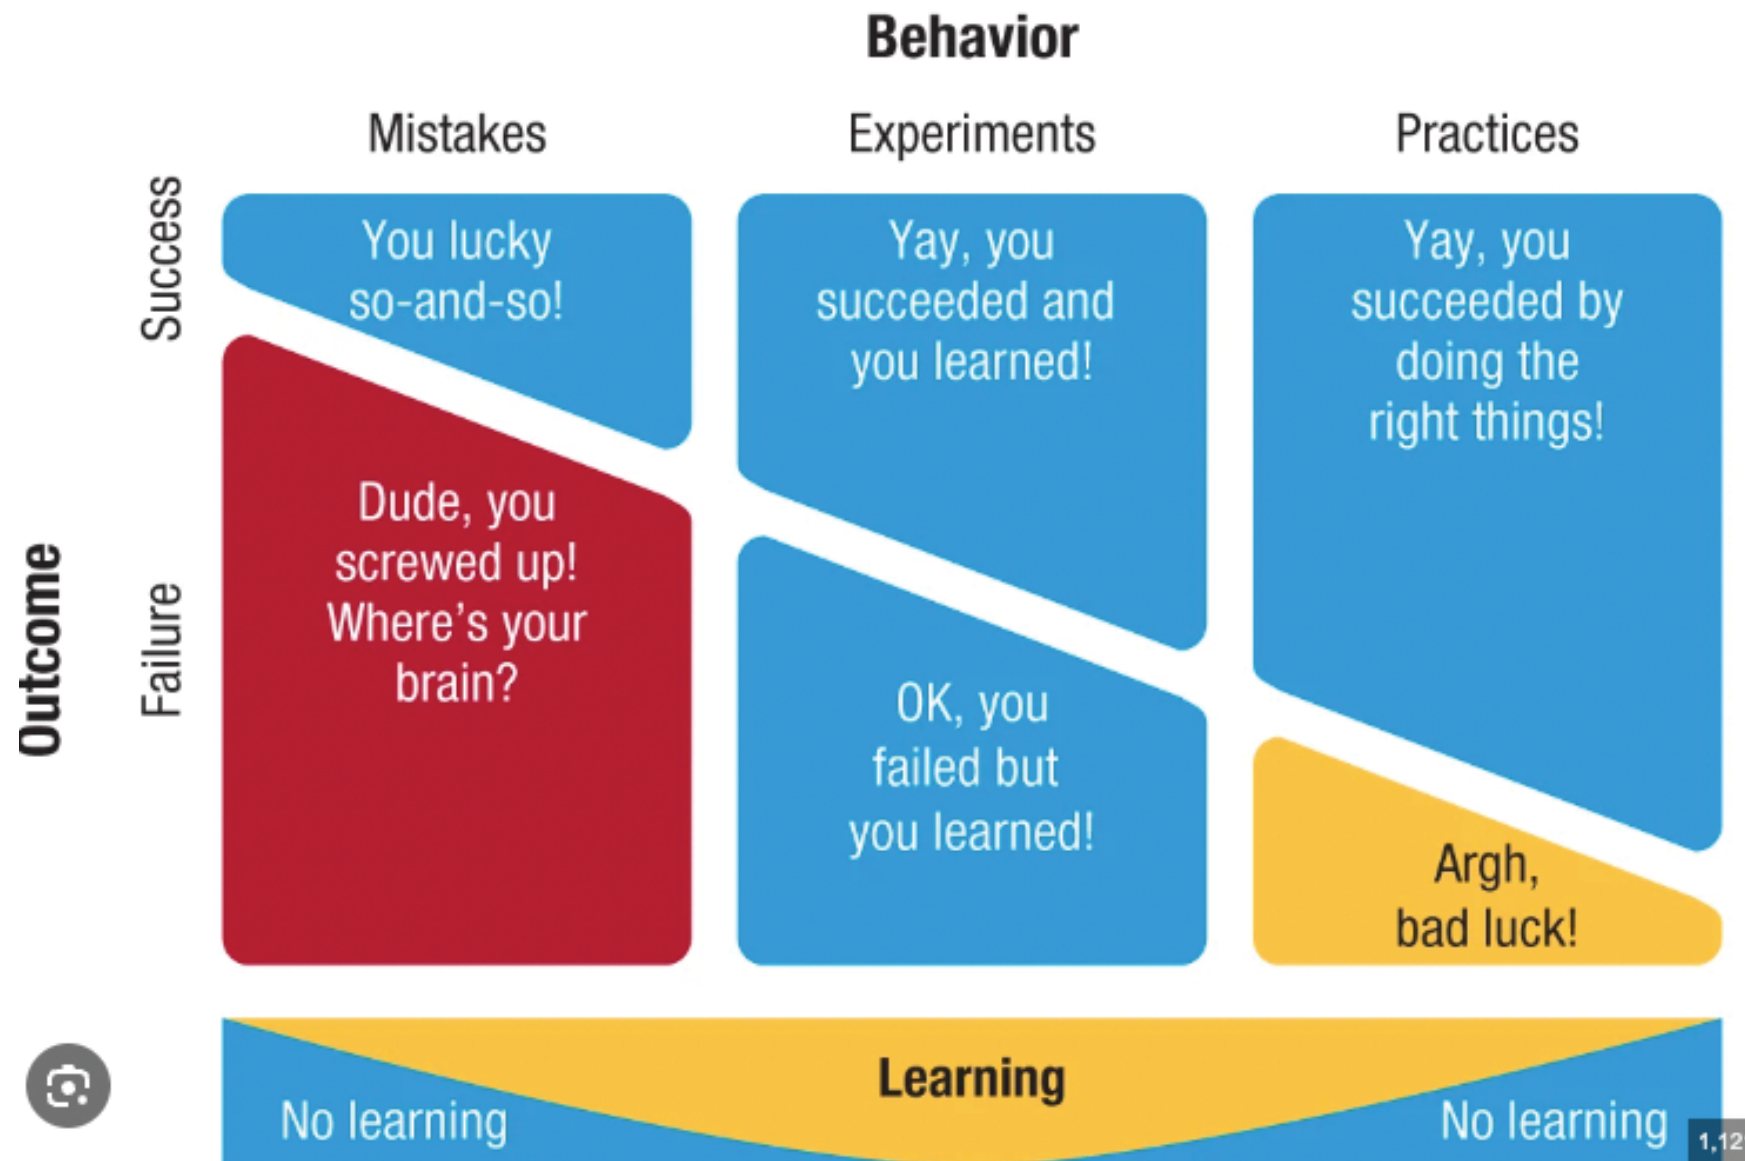 Behavior
Mistakes
Experiments
Practices
Outcome
Success
Failure
You lucky
so-and-so!
Yay, you
succeeded and
you learned!
Yay, you
succeeded by
doing the
right things!
Dude, you
screwed up!
Where's your
brain?
OK, you
failed but
you learned!
Argh,
bad luck!
Learning
No learning
No learning
1,12